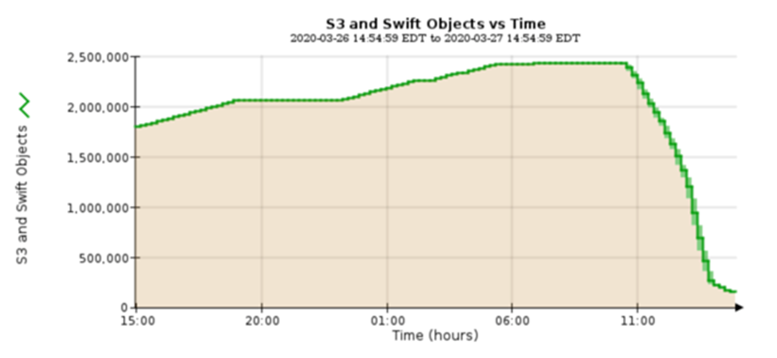 S3 and Swift Objects vs Time
2020-03-26 14:54:59 EDT to 2020-03-27 14:54:59 EDT
S3 and Swift Objects
2,500,000
2,000,000
1,500,000
1,000,000
500,000
0
15:00 20:00 01:00 06:00 11:00
Time (hours)